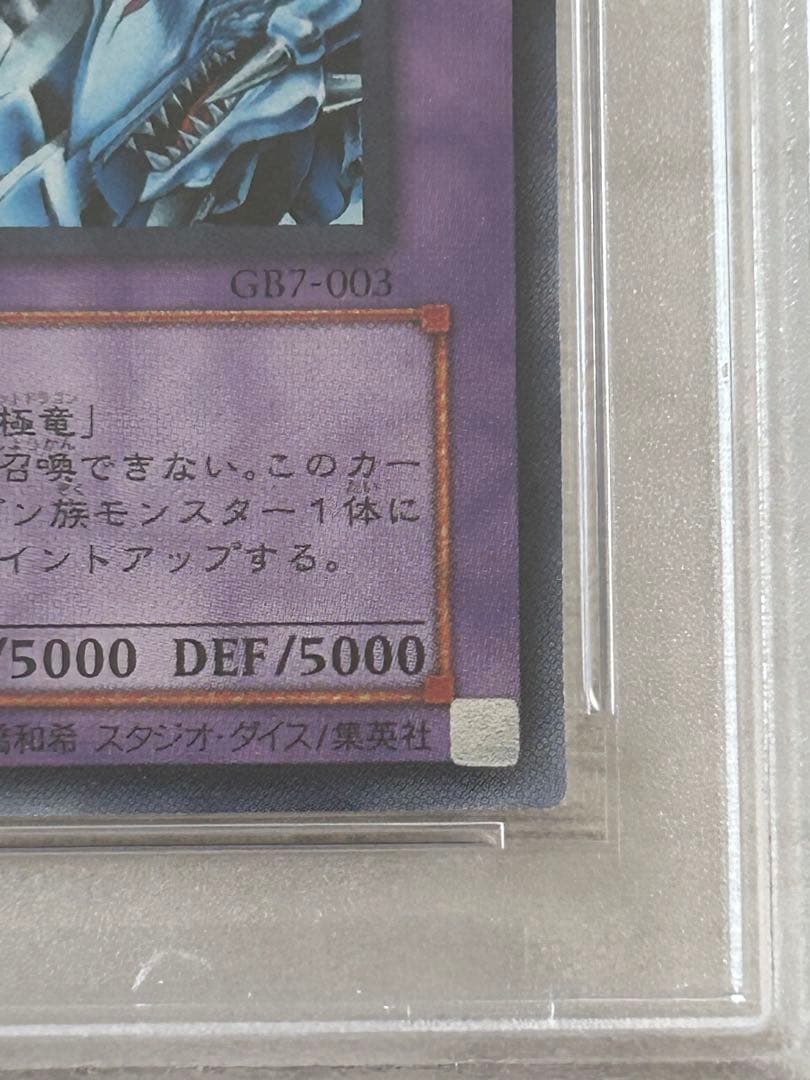 GB7-003
極竜」
召喚できない。このカー
ン族モンスター1体に
イントアップする。
/5000 DEF/5000
橋和希 スタジオ・ダイス/集英社